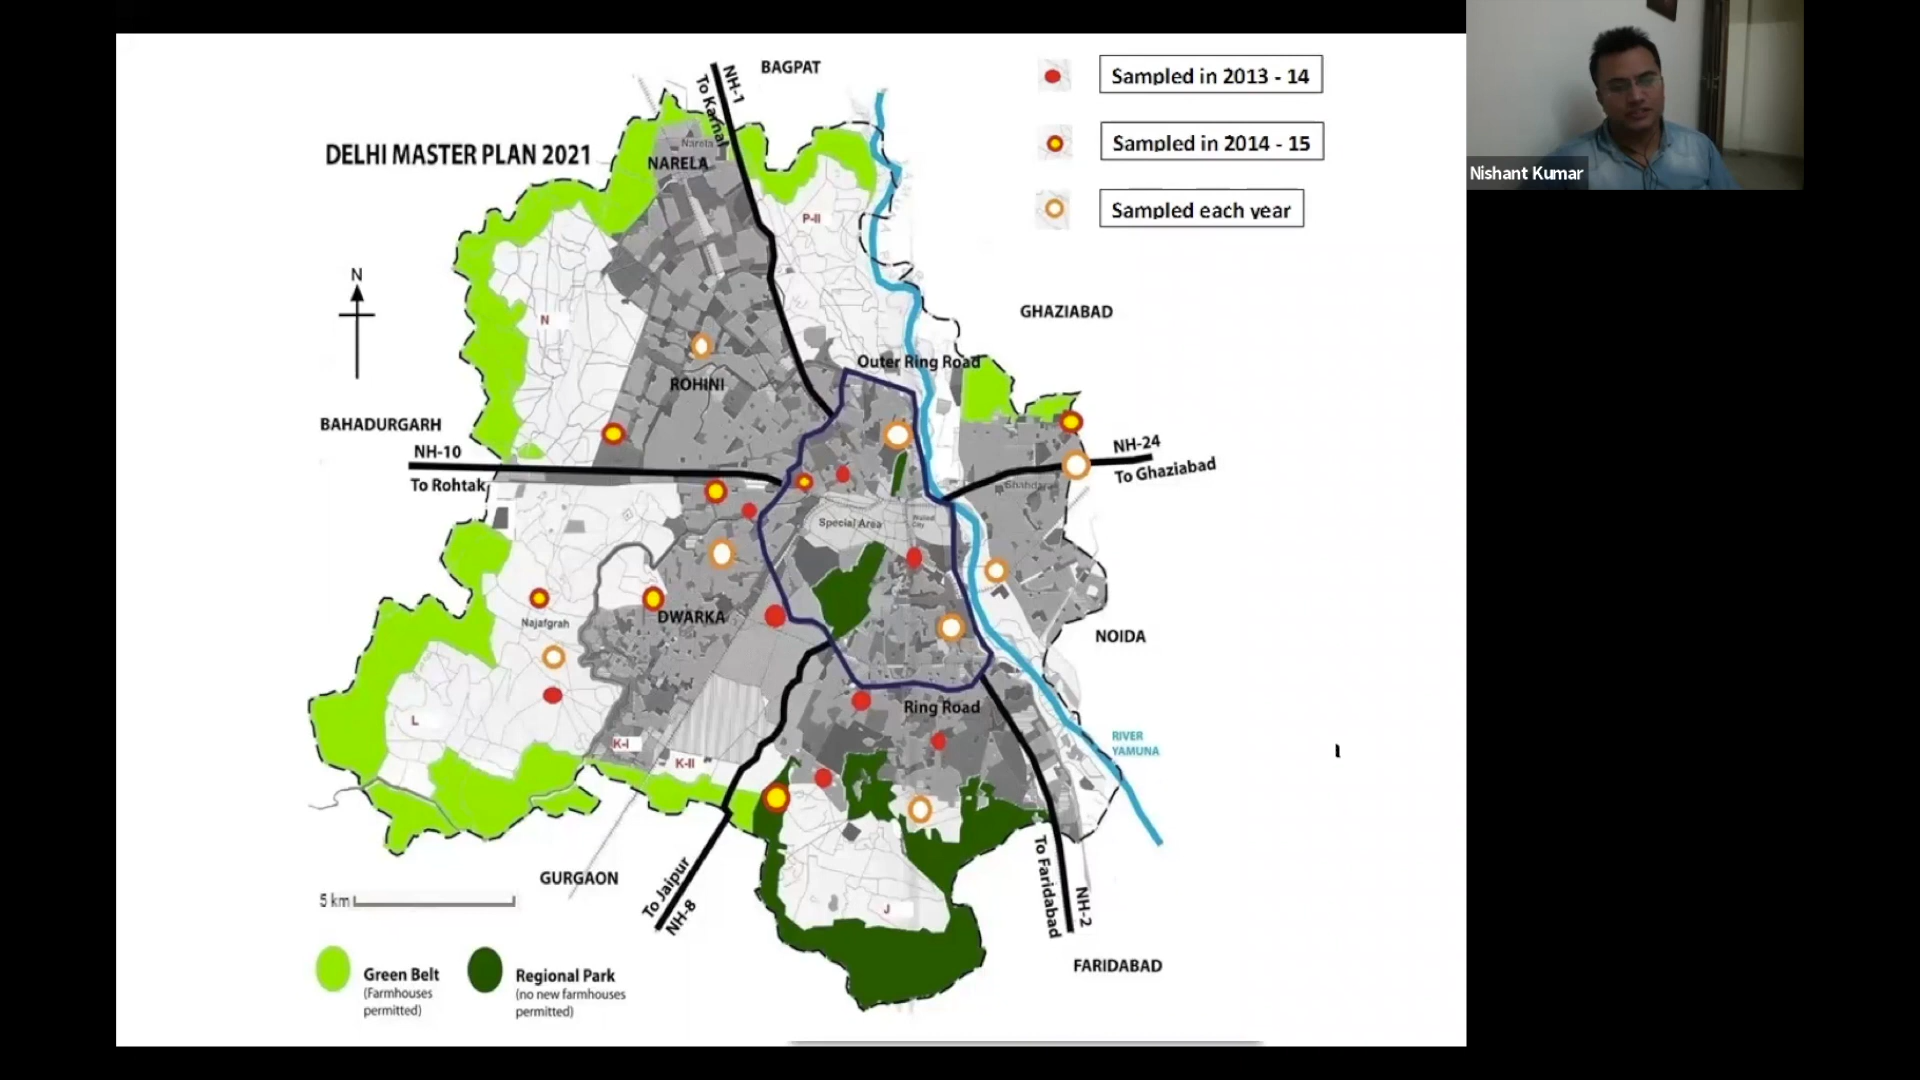 BAGPAT
NH-1
To Karnal
Sampled in 2013 - 14
Sampled in 2014 - 15
Sampled each year
Nishant Kumar
DELHI MASTER PLAN 2021
Narela
NARELA
P-II
N
N
GHAZIABAD
Outer Ring Road
ROHINI
BAHADURGARH
NH-10
To Rohtak
NH-24
To Ghaziabad
Shahdara
Special Area
Walled
City
Najafgrah
DWARKA
NOIDA
L
K-I
K-II
Ring Road
RIVER
YAMUNA
GURGAON
To Jaipur
NH-8
J
To Faridabad
NH-2
FARIDABAD
5 km
Green Belt
(Farmhouses
permitted)
Regional Park
(no new farmhouses
permitted)